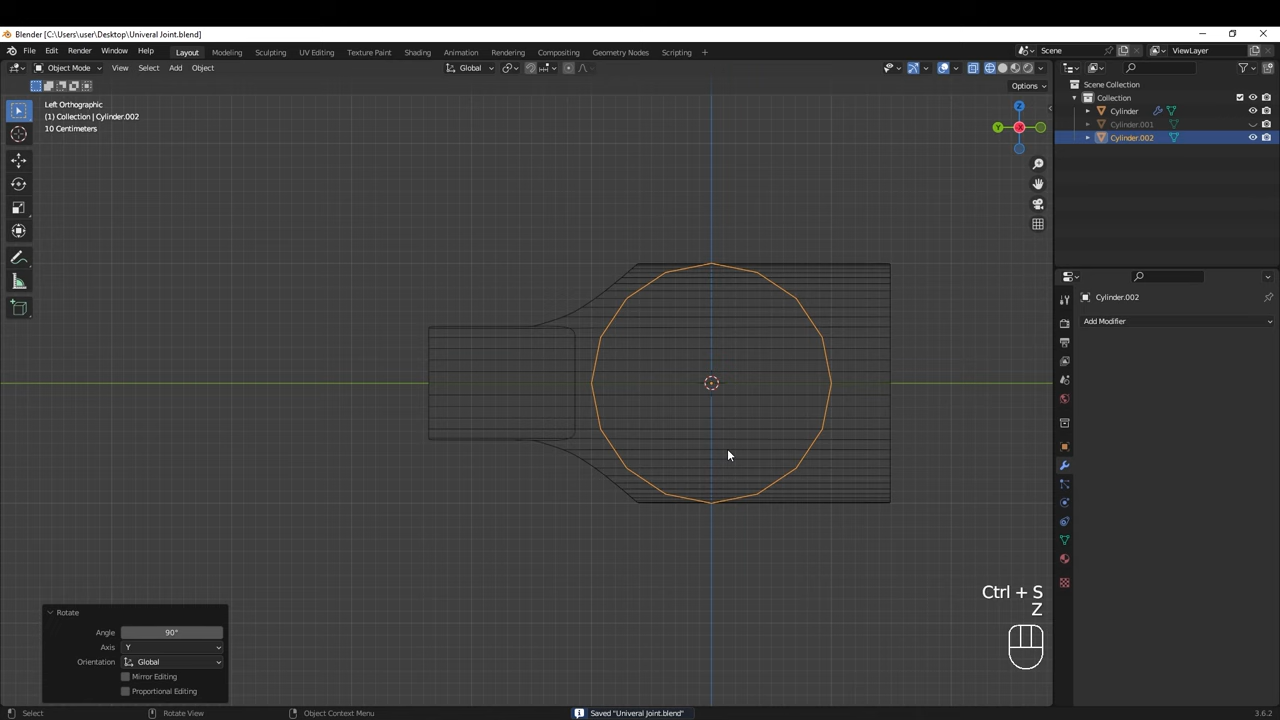 Blender [C:\Users\user\Desktop\Univeral Joint.blend]
File Edit Render Window Help Layout Modeling Sculpting UV Editing Texture Paint Shading Animation Rendering Compositing Geometry Nodes Scripting + Scene ViewLayer
Object Mode View Select Add Object Global
Options
Left Orthographic
(1) Collection | Cylinder.002
10 Centimeters
Z
Y
X
Scene Collection
Collection
Cylinder
Cylinder.001
Cylinder.002
Cylinder.002
Add Modifier
Ctrl + S
Z
Rotate
Angle 90°
Axis Y
Orientation Global
Mirror Editing
Proportional Editing
Select Rotate View Object Context Menu Saved "Univeral Joint.blend" 3.6.2